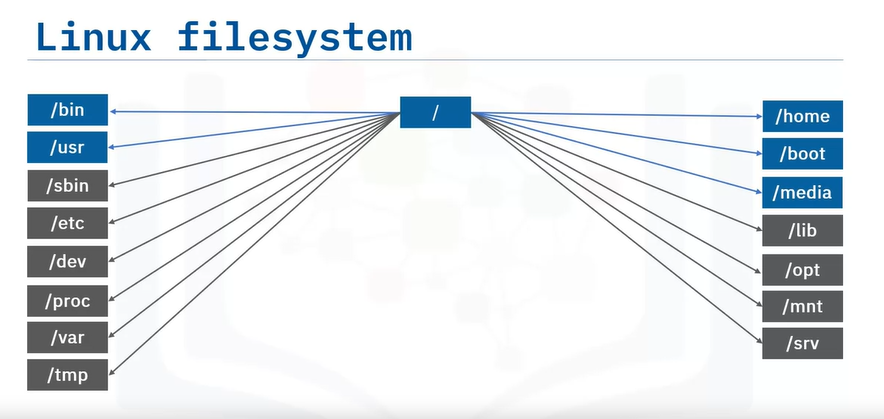 Linux filesystem
/
/bin
/usr
/sbin
/etc
/dev
/proc
/var
/tmp
/home
/boot
/media
/lib
/opt
/mnt
/srv